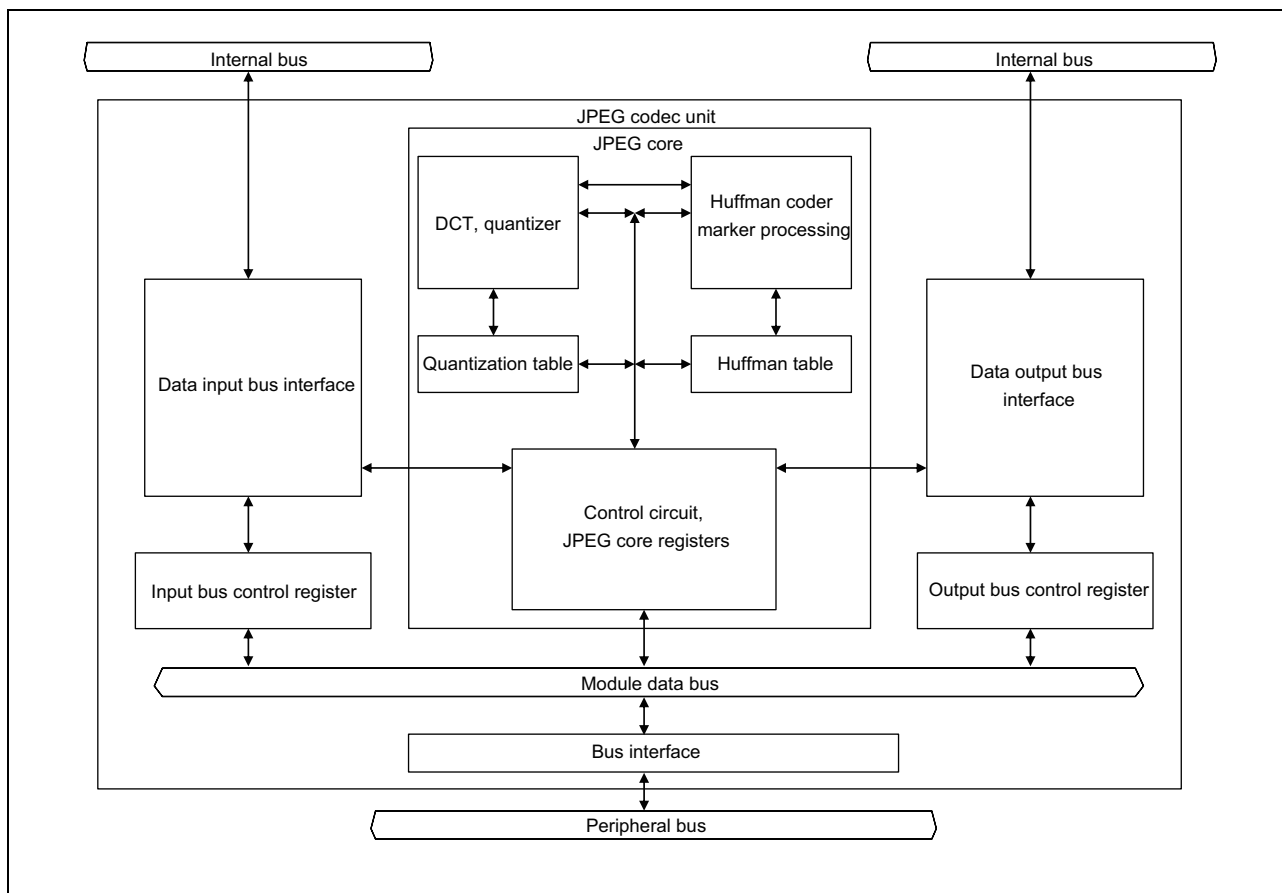 Internal bus
Internal bus
JPEG codec unit
JPEG core
DCT, quantizer
Huffman coder
marker processing
Quantization table
Huffman table
Data input bus interface
Data output bus
interface
Control circuit,
JPEG core registers
Input bus control register
Output bus control register
Module data bus
Bus interface
Peripheral bus